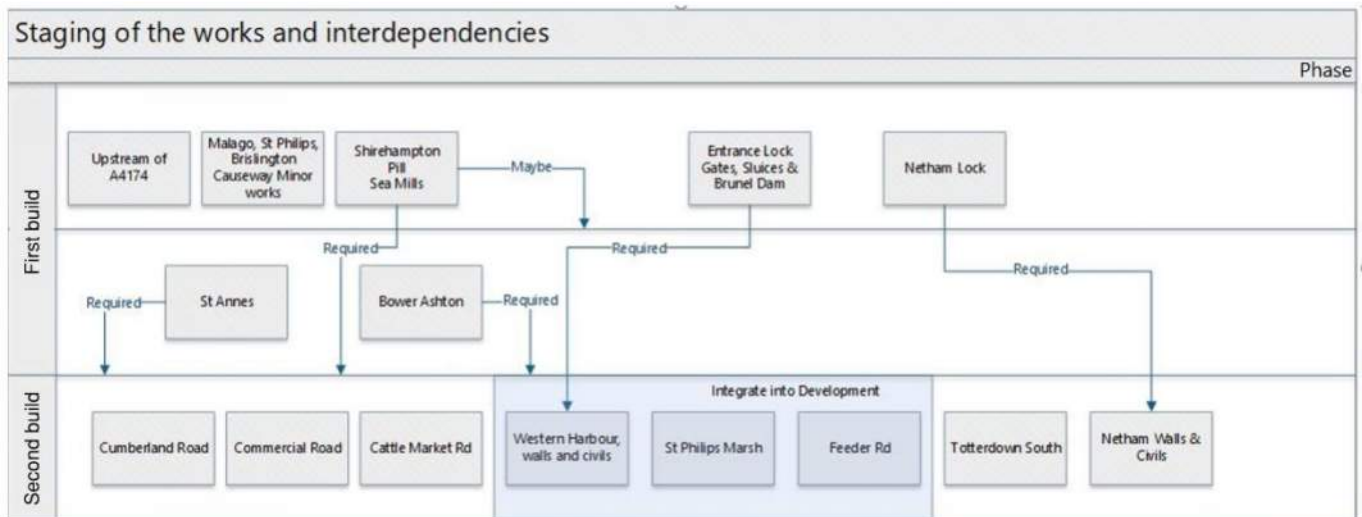 Staging of the works and interdependencies
Phase
First build
Upstream of
A4174
Malago, St Philips,
Brislington
Causeway Minor
works
Shirehampton
Pill
Sea Mills
Maybe
Entrance Lock
Gates, Sluices &
Brunel Dam
Netham Lock
Required
Required
Required
St Annes
Bower Ashton
Required
Required
Second build
Integrate into Development
Cumberland Road
Commercial Road
Cattle Market Rd
Western Harbour,
walls and civils
St Philips Marsh
Feeder Rd
Totterdown South
Netham Walls &
Civils